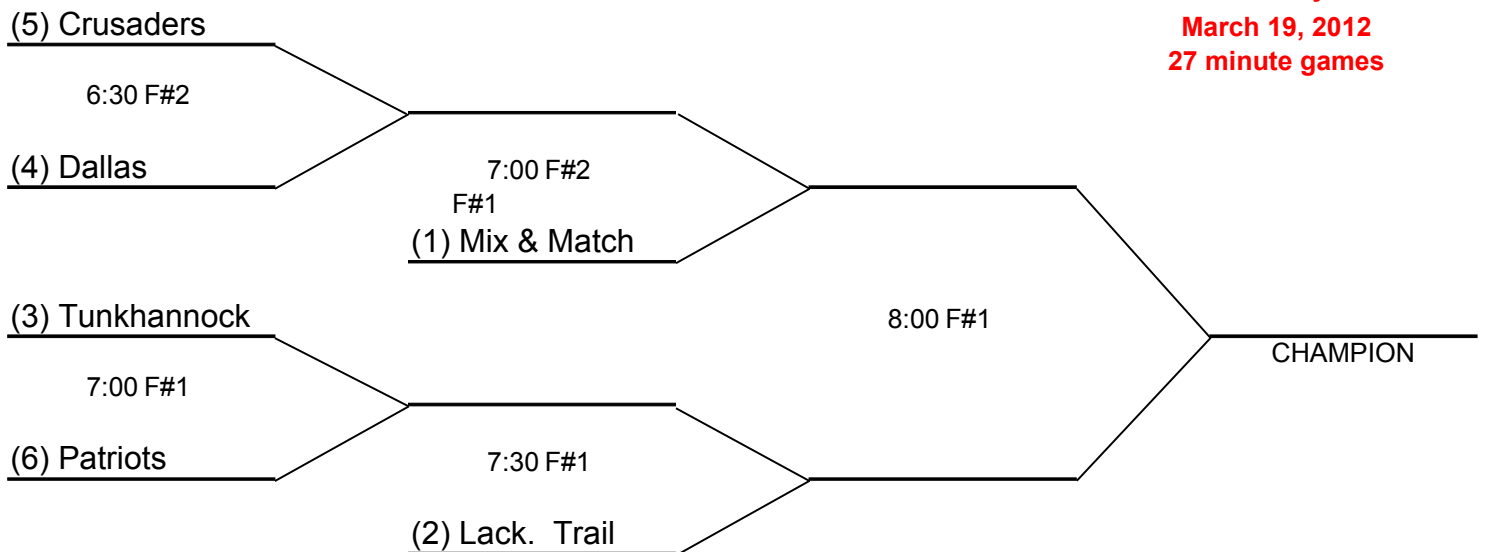 (5) Crusaders
March 19, 2012
27 minute games
6:30 F#2
(4) Dallas
7:00 F#2
F#1
(1) Mix & Match
(3) Tunkhannock
8:00 F#1
CHAMPION
7:00 F#1
(6) Patriots
7:30 F#1
(2) Lack. Trail